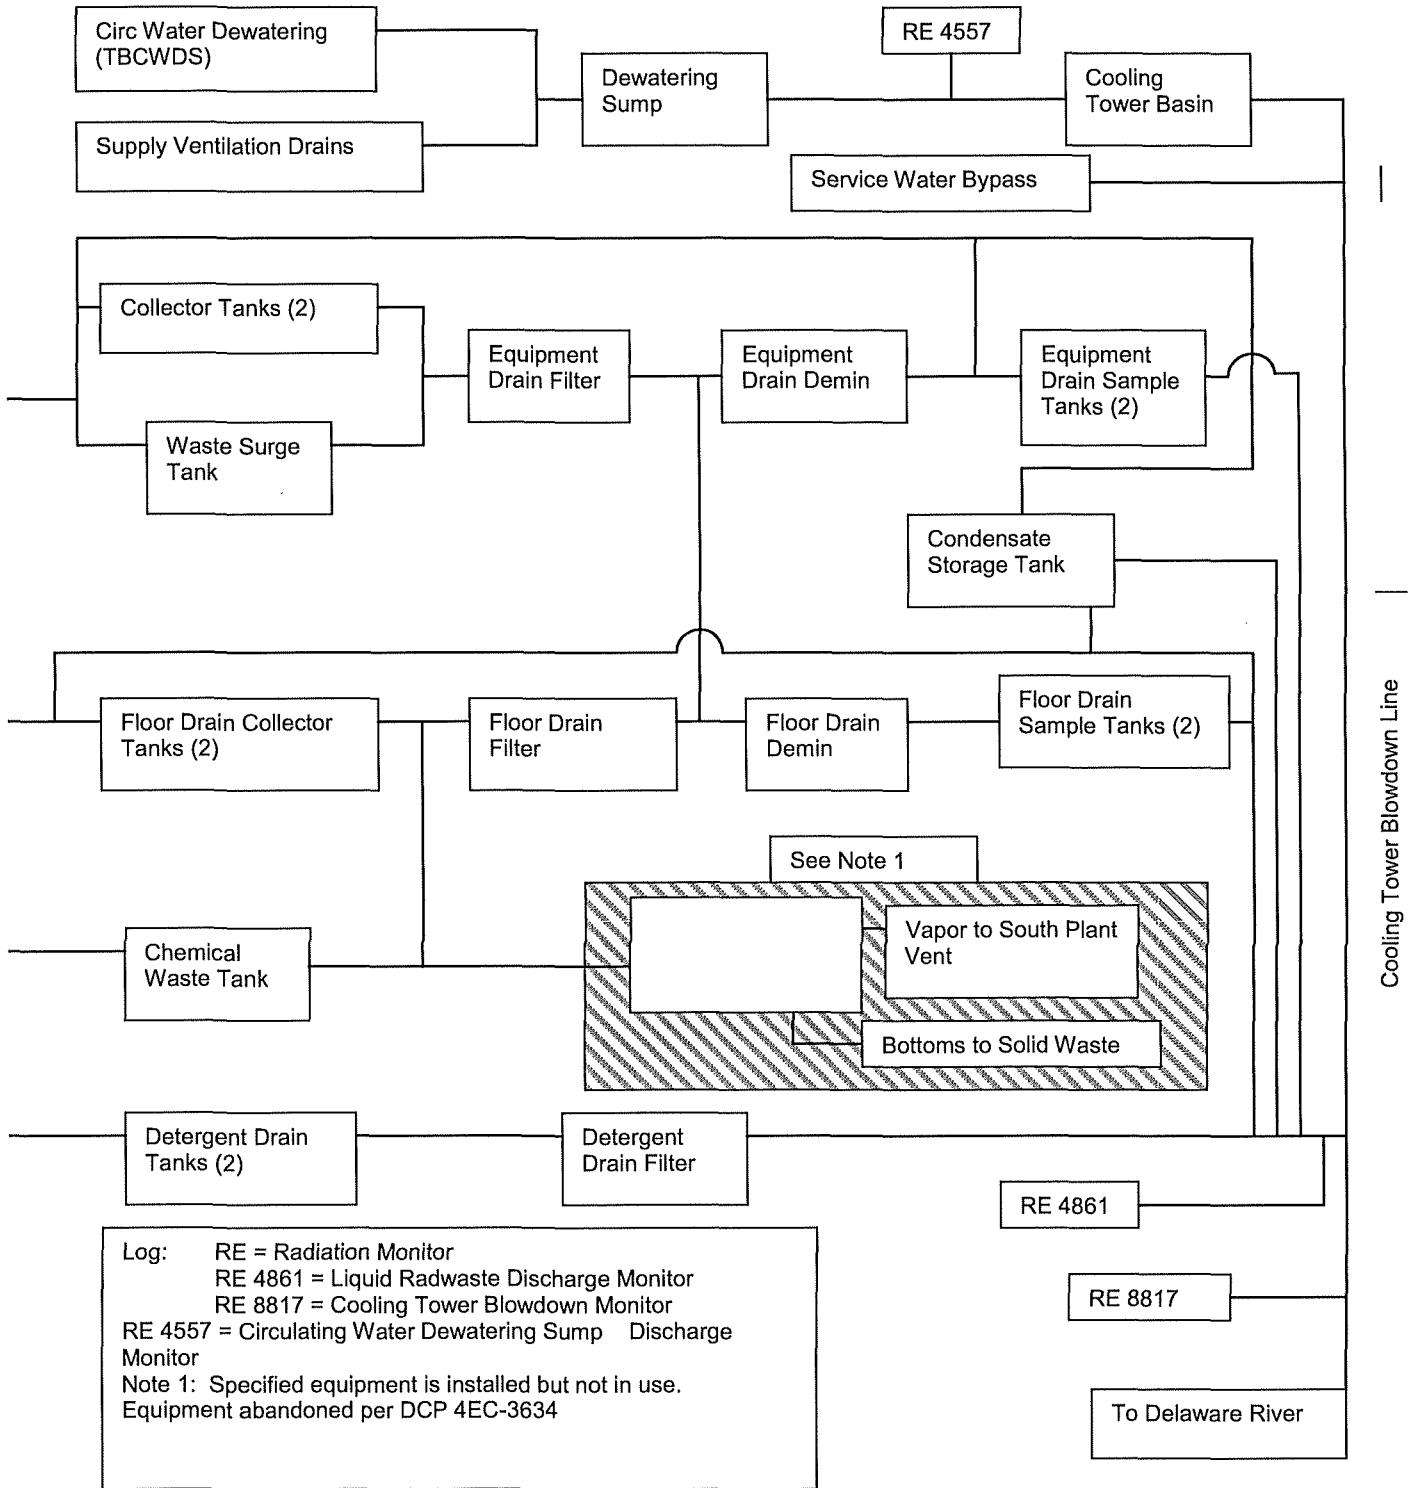 Circ Water Dewatering
(TBCWDS)
RE 4557
Dewatering
Sump
Cooling
Tower Basin
Supply Ventilation Drains
Service Water Bypass
Collector Tanks (2)
Equipment
Drain Filter
Equipment
Drain Demin
Equipment
Drain Sample
Tanks (2)
Waste Surge
Tank
Condensate
Storage Tank
Floor Drain Collector
Tanks (2)
Floor Drain
Filter
Floor Drain
Demin
Floor Drain
Sample Tanks (2)
Cooling Tower Blowdown Line
See Note 1
Chemical
Waste Tank
Vapor to South Plant
Vent
Bottoms to Solid Waste
Detergent Drain
Tanks (2)
Detergent
Drain Filter
RE 4861
RE 8817
To Delaware River
Log: RE = Radiation Monitor
RE 4861 = Liquid Radwaste Discharge Monitor
RE 8817 = Cooling Tower Blowdown Monitor
RE 4557 = Circulating Water Dewatering Sump Discharge
Monitor
Note 1: Specified equipment is installed but not in use.
Equipment abandoned per DCP 4EC-3634